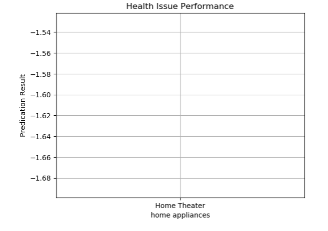 Health Issue Performance
Predication Result
−1.54
−1.56
−1.58
−1.60
−1.62
−1.64
−1.66
−1.68
Home Theater
home appliances